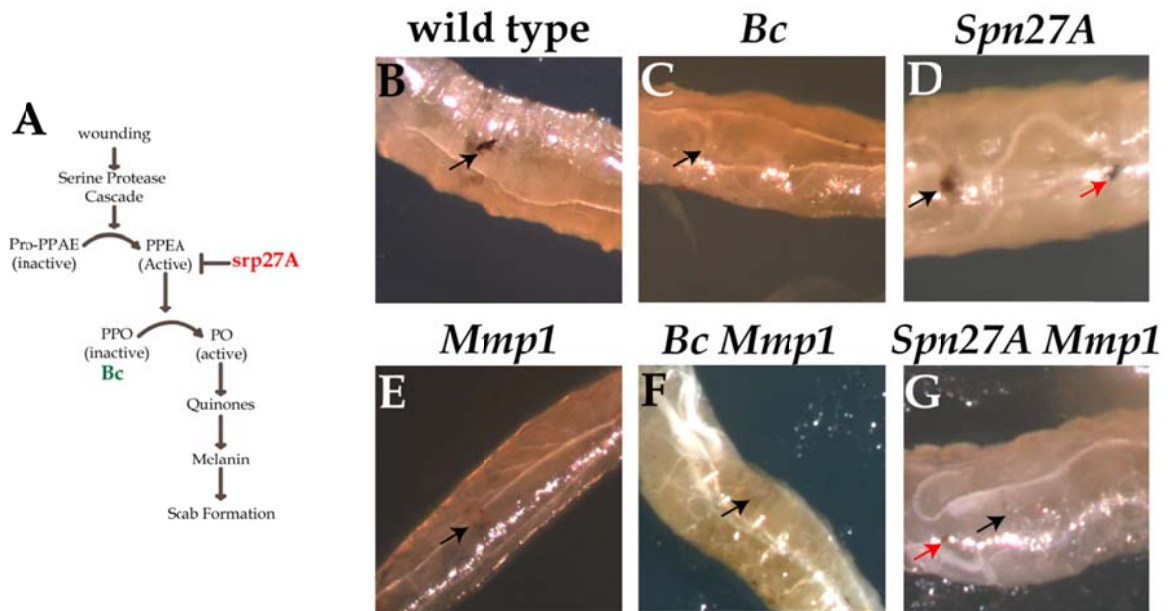 A
wounding
Serine Protease
Cascade
Pro-PPAE
(inactive)
PPEA
(Active)
srp27A
PPO
(inactive)
Bc
PO
(active)
Quinones
Melanin
Scab Formation
wild type
Bc
Spn27A
B
C
D
Mmp1
Bc Mmp1
Spn27A Mmp1
E
F
G